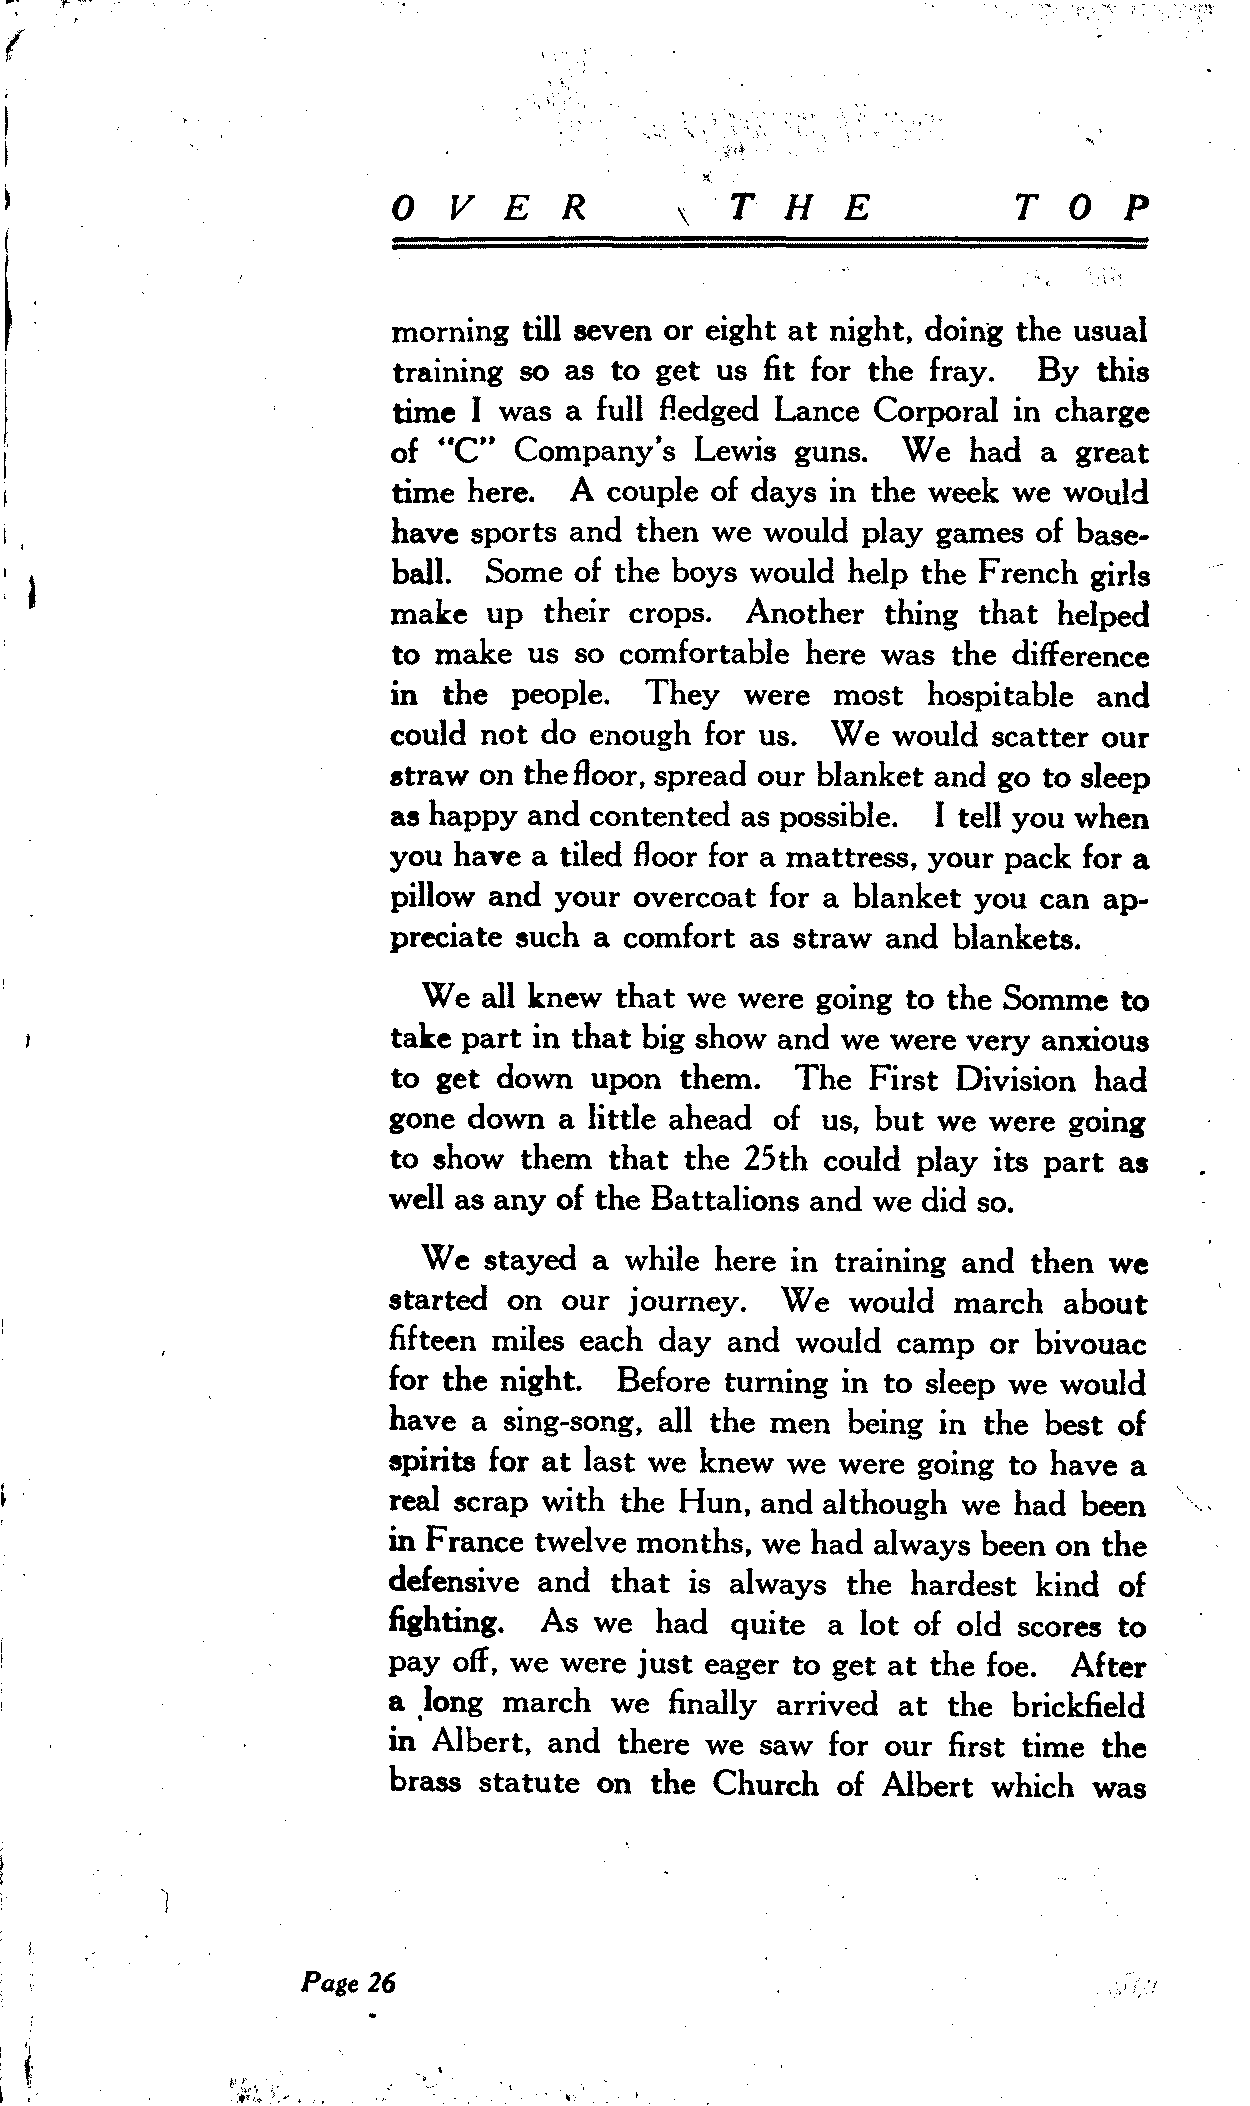 OVER THE TOP
morning till seven or eight at night, doing the usual
training so as to get us fit for the fray. By this
time I was a full fledged Lance Corporal in charge
of "C" Company's Lewis guns. We had a great
time here. A couple of days in the week we would
have sports and then we would play games of base-
ball. Some of the boys would help the French girls
make up their crops. Another thing that helped
to make us so comfortable here was the difference
in the people. They were most hospitable and
could not do enough for us. We would scatter our
straw on the floor, spread our blanket and go to sleep
as happy and contented as possible. I tell you when
you have a tiled floor for a mattress, your pack for a
pillow and your overcoat for a blanket you can ap-
preciate such a comfort as straw and blankets.
We all knew that we were going to the Somme to
take part in that big show and we were very anxious
to get down upon them. The First Division had
gone down a little ahead of us, but we were going
to show them that the 25th could play its part as
well as any of the Battalions and we did so.
We stayed a while here in training and then we
started on our journey. We would march about
fifteen miles each day and would camp or bivouac
for the night. Before turning in to sleep we would
have a sing-song, all the men being in the best of
spirits for at last we knew we were going to have a
real scrap with the Hun, and although we had been
in France twelve months, we had always been on the
defensive and that is always the hardest kind of
fighting. As we had quite a lot of old scores to
pay off, we were just eager to get at the foe. After
a long march we finally arrived at the brickfield
in Albert, and there we saw for our first time the
brass statute on the Church of Albert which was
Page 26